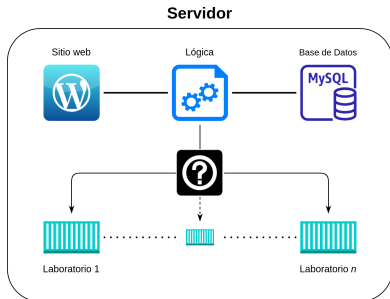 Servidor
Sitio web
Lógica
Base de Datos
W
MySQL
?
Laboratorio 1
Laboratorio n